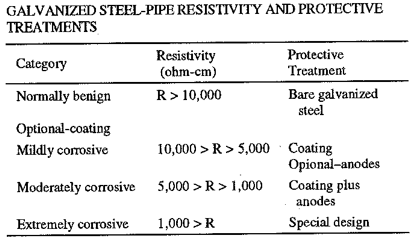 GALVANIZED STEEL-PIPE RESISTIVITY AND PROTECTIVE
TREATMENTS
Category Resistivity (ohm-cm) Protective Treatment
Normally benign R > 10,000 Bare galvanized steel
Optional-coating
Mildly corrosive 10,000 > R > 5,000 Coating Opional–anodes
Moderately corrosive 5,000 > R > 1,000 Coating plus anodes
Extremely corrosive 1,000 > R Special design